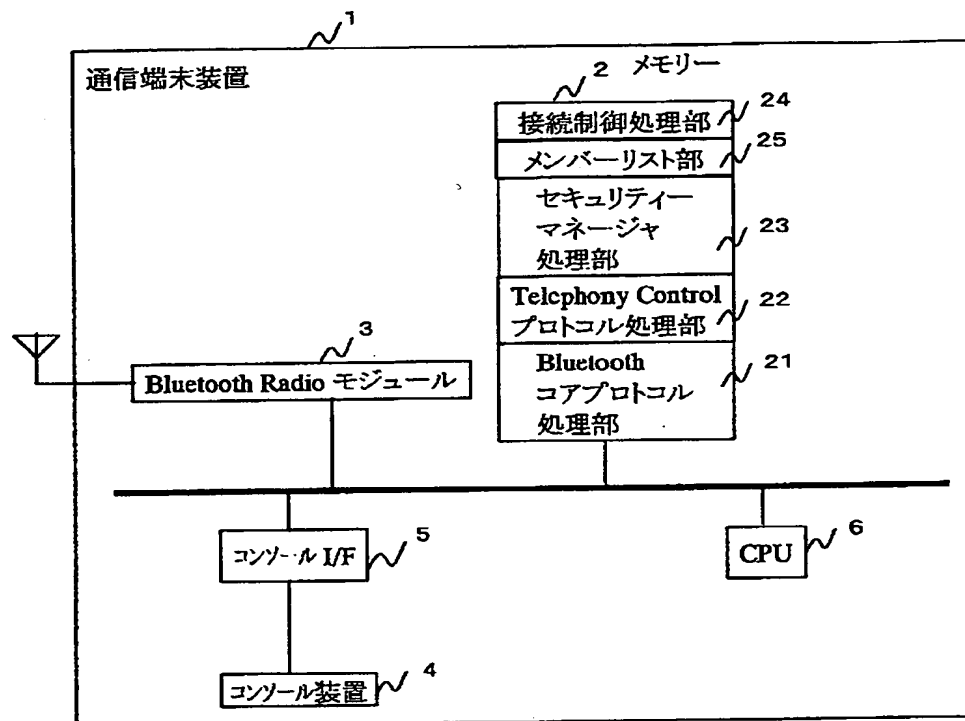 1
通信端末装置
2 メモリー
接続制御処理部 24
メンバーリスト部 25
セキュリティー
マネージャ
処理部
23
Telephony Control
プロトコル処理部
22
Bluetooth
コアプロトコル
処理部
21
3
Bluetooth Radio モジュール
コンソール I/F 5
CPU 6
コンソール装置 4